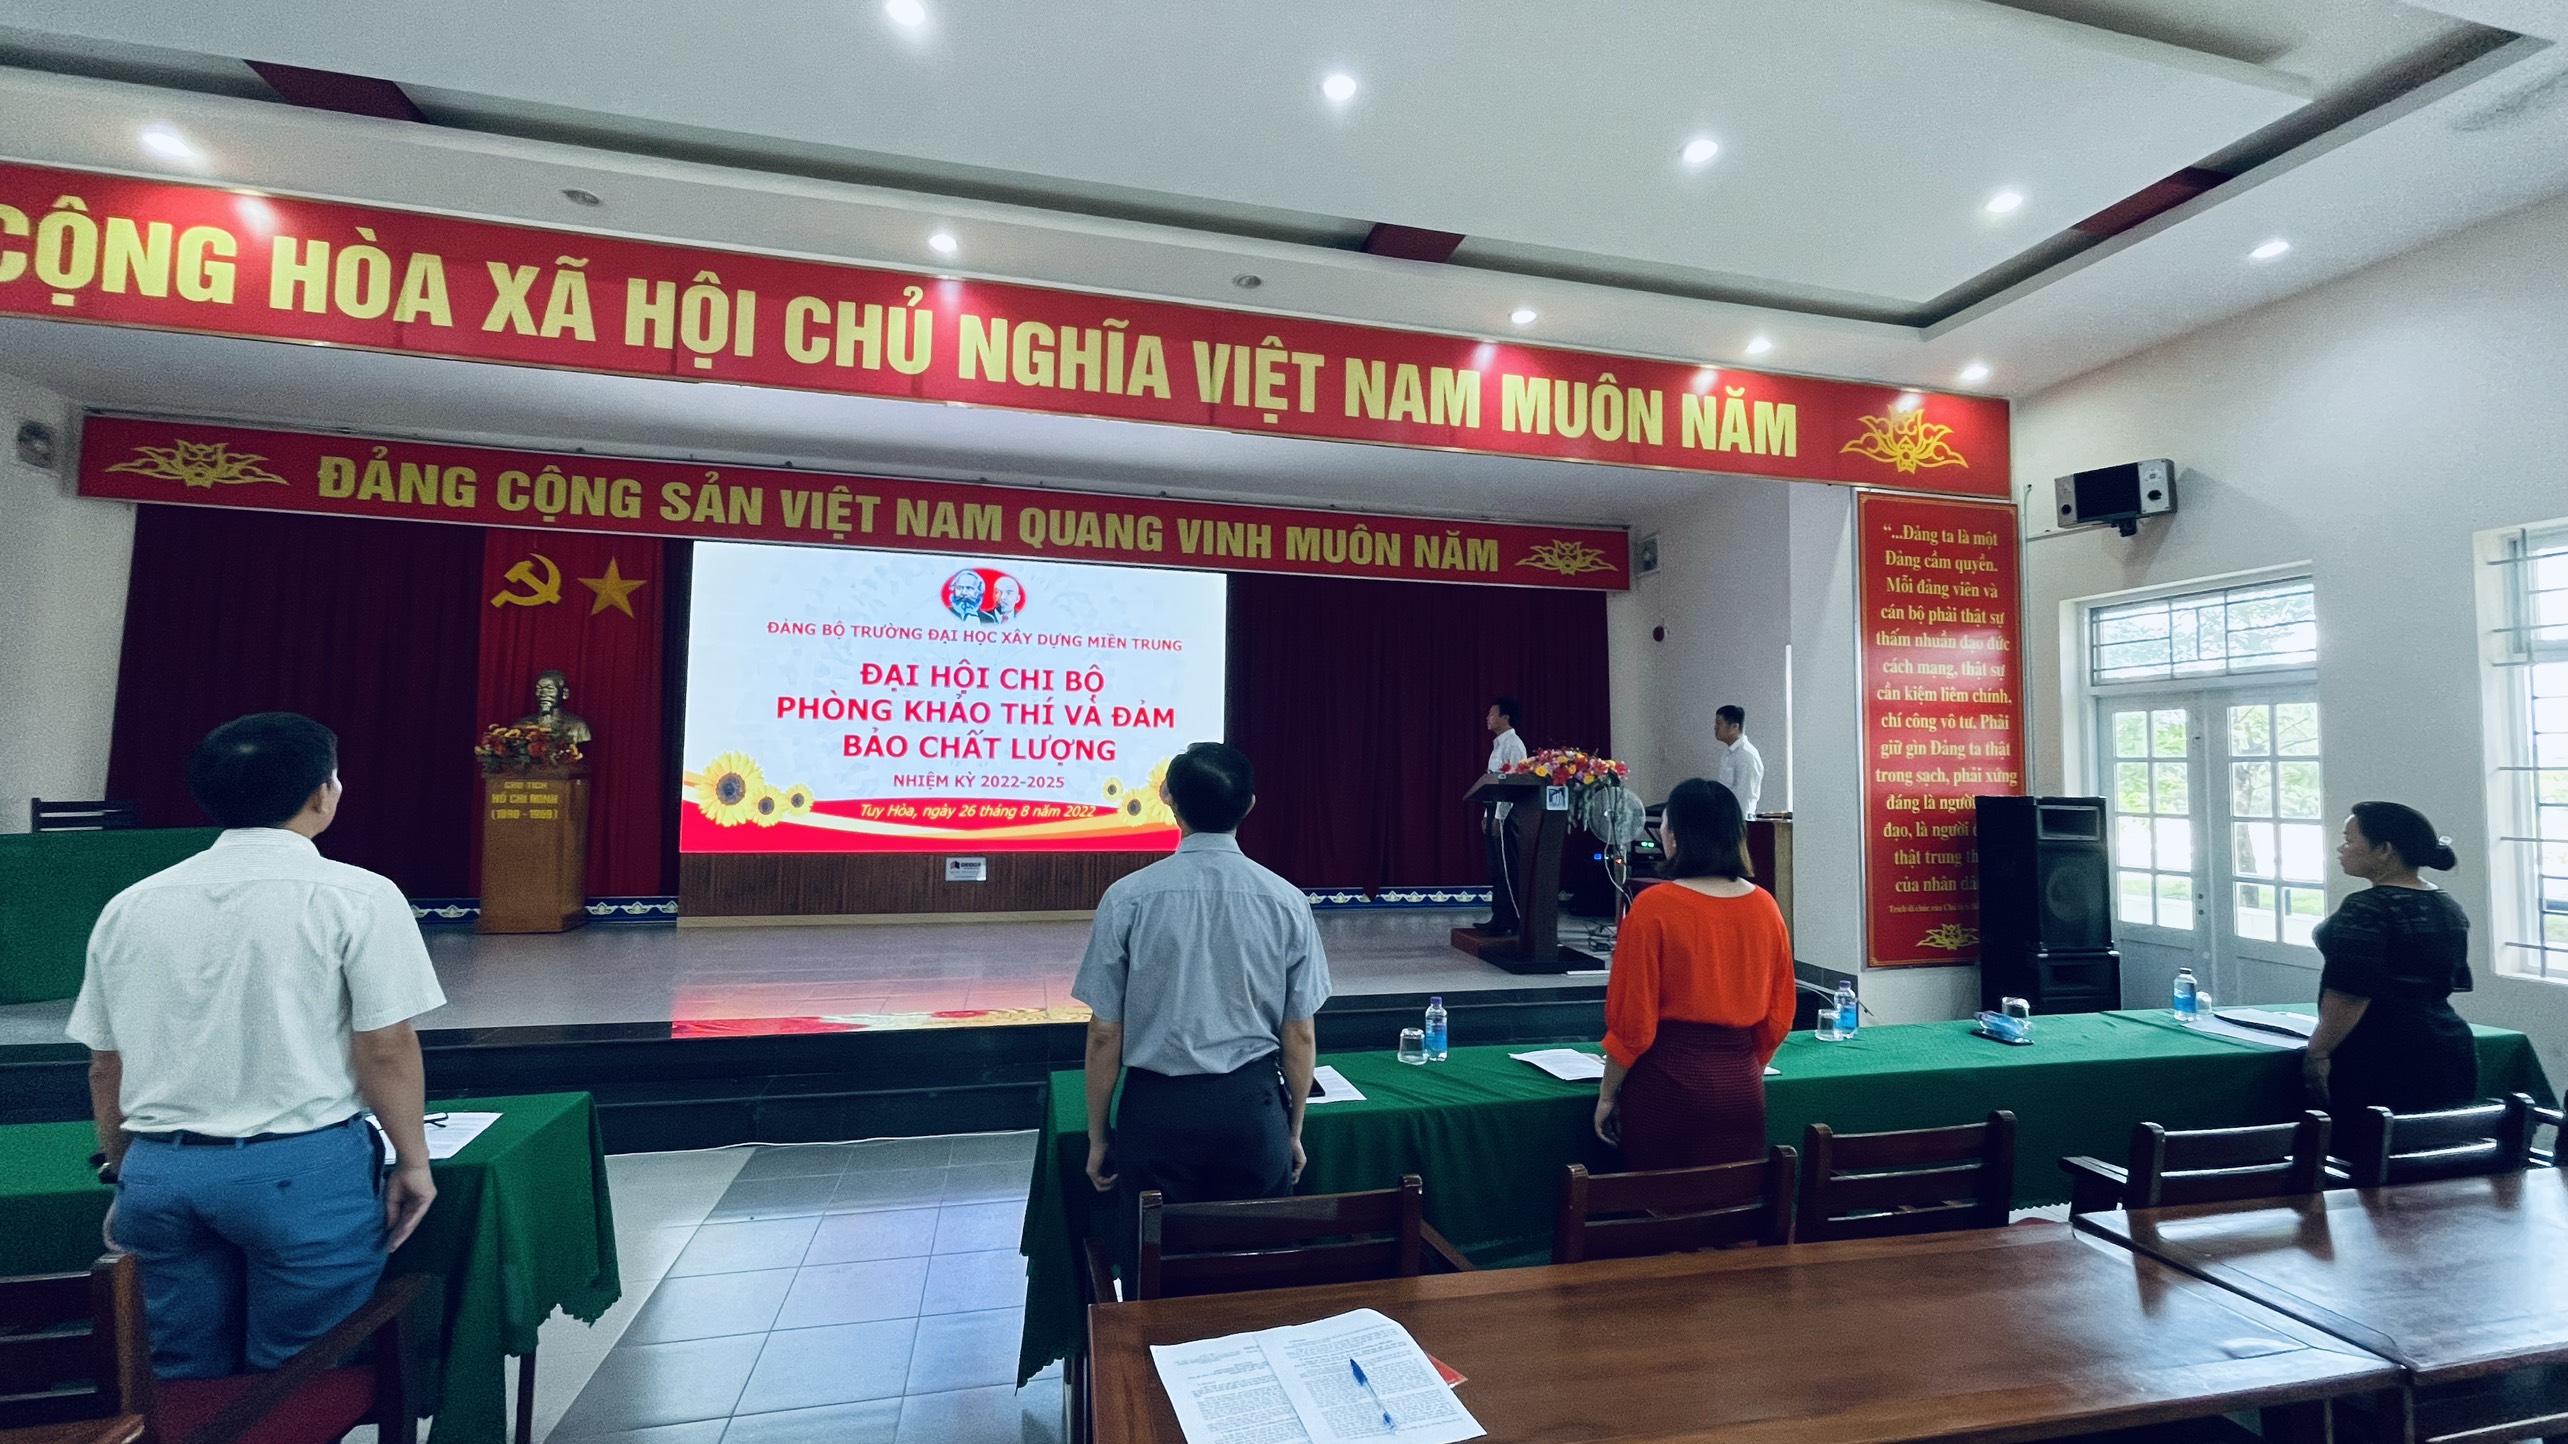 CỘNG HÒA XÃ HỘI CHỦ NGHĨA VIỆT NAM MUÔN NĂM
ĐẢNG CỘNG SẢN VIỆT NAM QUANG VINH MUÔN NĂM
ĐẢNG BỘ TRƯỜNG ĐẠI HỌC XÂY DỰNG MIỀN TRUNG
ĐẠI HỘI CHI BỘ
PHÒNG KHẢO THÍ VÀ ĐẢM
BẢO CHẤT LƯỢNG
NHIỆM KỲ 2022-2025
Tuy Hòa, ngày 26 tháng 8 năm 2022
CHỦ TỊCH
HỒ CHÍ MINH
(1890 - 1969)
“...Đảng ta là một
Đảng cầm quyền.
Mỗi đảng viên và
cán bộ phải thật sự
thấm nhuần đạo đức
cách mạng, thật sự
cần kiệm liêm chính,
chí công vô tư. Phải
giữ gìn Đảng ta thật
trong sạch, phải xứng
đáng là người
đạo, là người
thật trung
của nhân